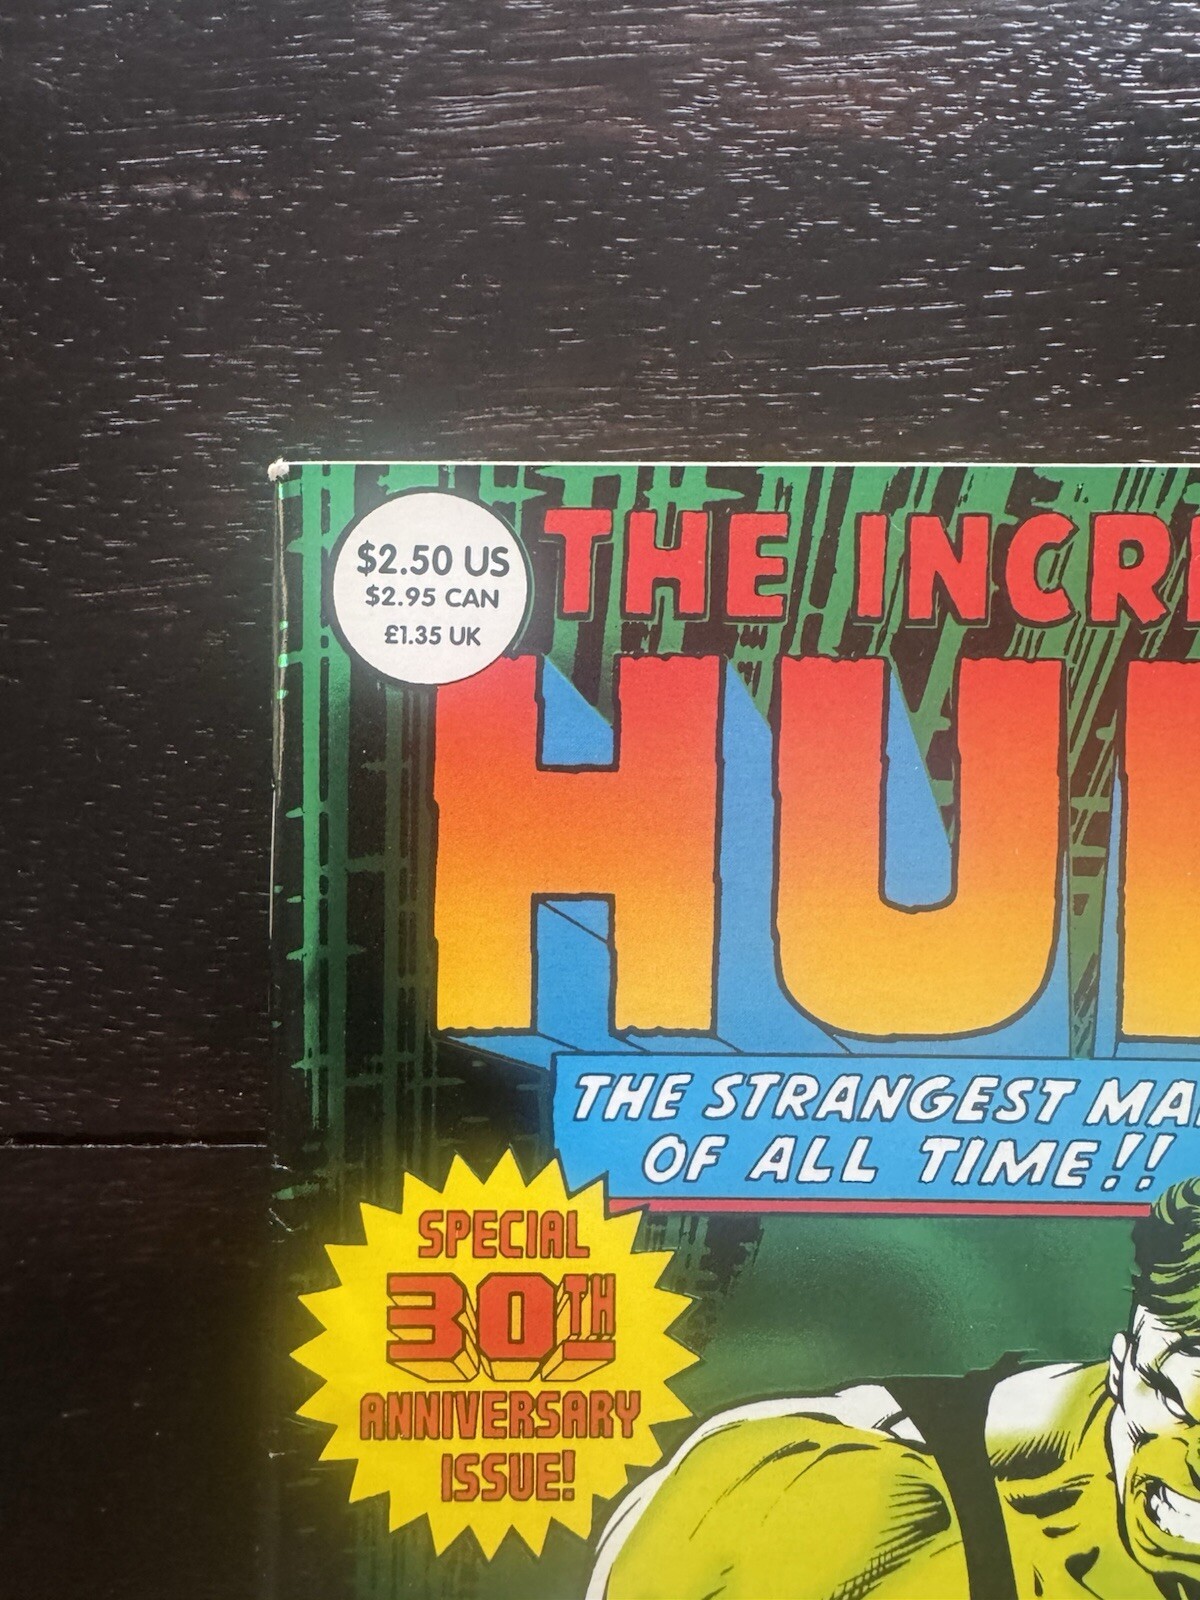 $2.50 US
$2.95 CAN
£1.35 UK
THE INCR
HU
THE STRANGEST MA
OF ALL TIME!!
SPECIAL
30TH
ANNIVERSARY
ISSUE!